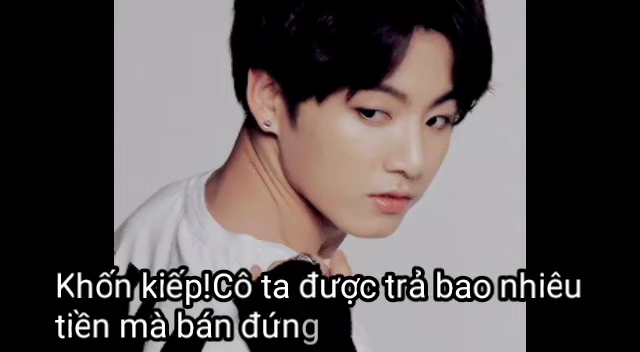 Khốn kiếp!Cô ta được trả bao nhiêu
tiền mà bán đứng